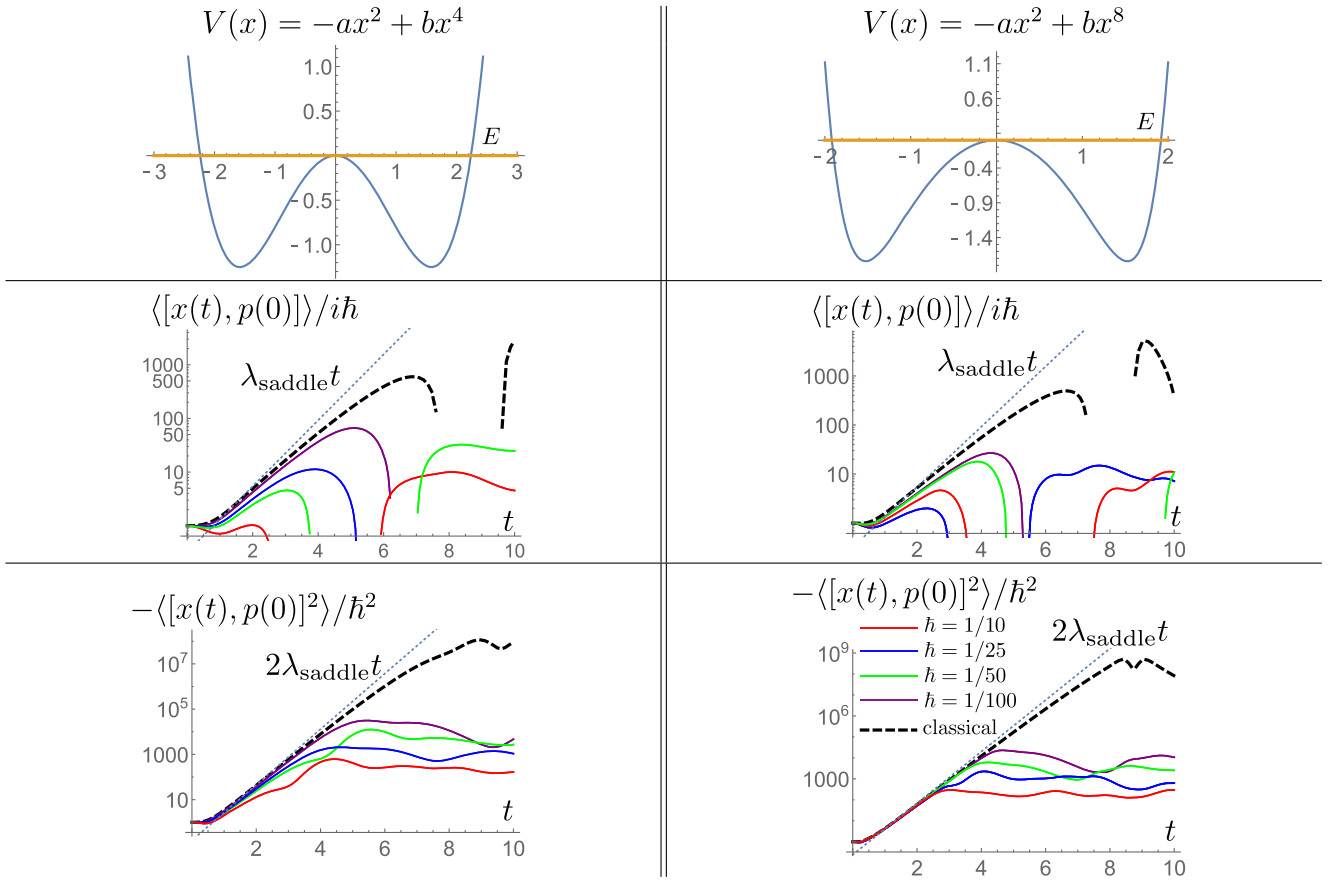 V(x) = −ax² + bx⁴
1.0
0.5
E
-3 -2 -1 1 2 3
-0.5
-1.0
V(x) = −ax² + bx⁸
1.1
0.6
E
-2 -1 1 2
-0.4
-0.9
-1.4
⟨[x(t), p(0)]⟩/iℏ
1000
500
100
50
10
5
λsaddle t
t
2 4 6 8 10
⟨[x(t), p(0)]⟩/iℏ
1000
100
10
λsaddle t
t
2 4 6 8 10
−⟨[x(t), p(0)]²⟩/ℏ²
10⁷
10⁵
1000
10
2λsaddle t
t
2 4 6 8 10
−⟨[x(t), p(0)]²⟩/ℏ²
ℏ = 1/10
ℏ = 1/25
ℏ = 1/50
ℏ = 1/100
classical
2λsaddle t
10⁹
10⁶
1000
t
2 4 6 8 10